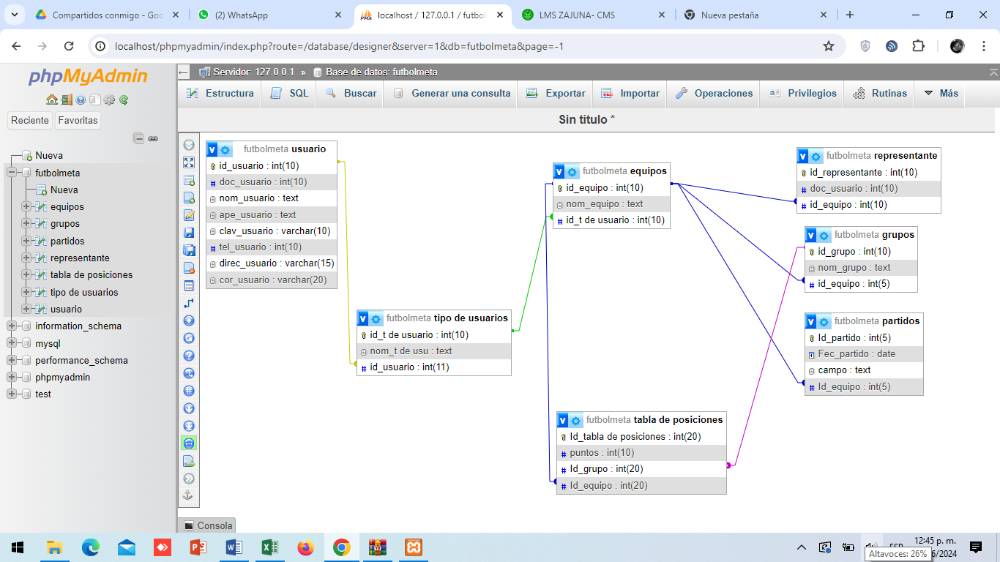 Compartidos conmigo - Goo
(2) WhatsApp
localhost / 127.0.0.1 / futbol
LMS ZAJUNA- CMS
Nueva pestaña
localhost/phpmyadmin/index.php?route=/database/designer&server=1&db=futbolmeta&page=-1
phpMyAdmin
Reciente
Favoritas
Nueva
futbolmeta
Nueva
equipos
grupos
partidos
representante
tabla de posiciones
tipo de usuarios
usuario
information_schema
mysql
performance_schema
phpmyadmin
test
Servidor: 127.0.0.1 » Base de datos: futbolmeta
Estructura
SQL
Buscar
Generar una consulta
Exportar
Importar
Operaciones
Privilegios
Rutinas
Más
Sin título *
futbolmeta usuario
id_usuario : int(10)
doc_usuario : int(10)
nom_usuario : text
ape_usuario : text
clav_usuario : varchar(10)
tel_usuario : int(10)
direc_usuario : varchar(15)
cor_usuario : varchar(20)
futbolmeta tipo de usuarios
id_t de usuario : int(10)
nom_t de usu : text
id_usuario : int(11)
futbolmeta equipos
id_equipo : int(10)
nom_equipo : text
id_t de usuario : int(10)
futbolmeta tabla de posiciones
Id_tabla de posiciones : int(20)
puntos : int(10)
Id_grupo : int(20)
Id_equipo : int(20)
futbolmeta representante
id_representante : int(10)
doc_usuario : int(10)
id_equipo : int(10)
futbolmeta grupos
id_grupo : int(10)
nom_grupo : text
id_equipo : int(5)
futbolmeta partidos
Id_partido : int(5)
Fec_partido : date
campo : text
Id_equipo : int(5)
Consola
12:45 p. m.
6/2024
Altavoces: 26%